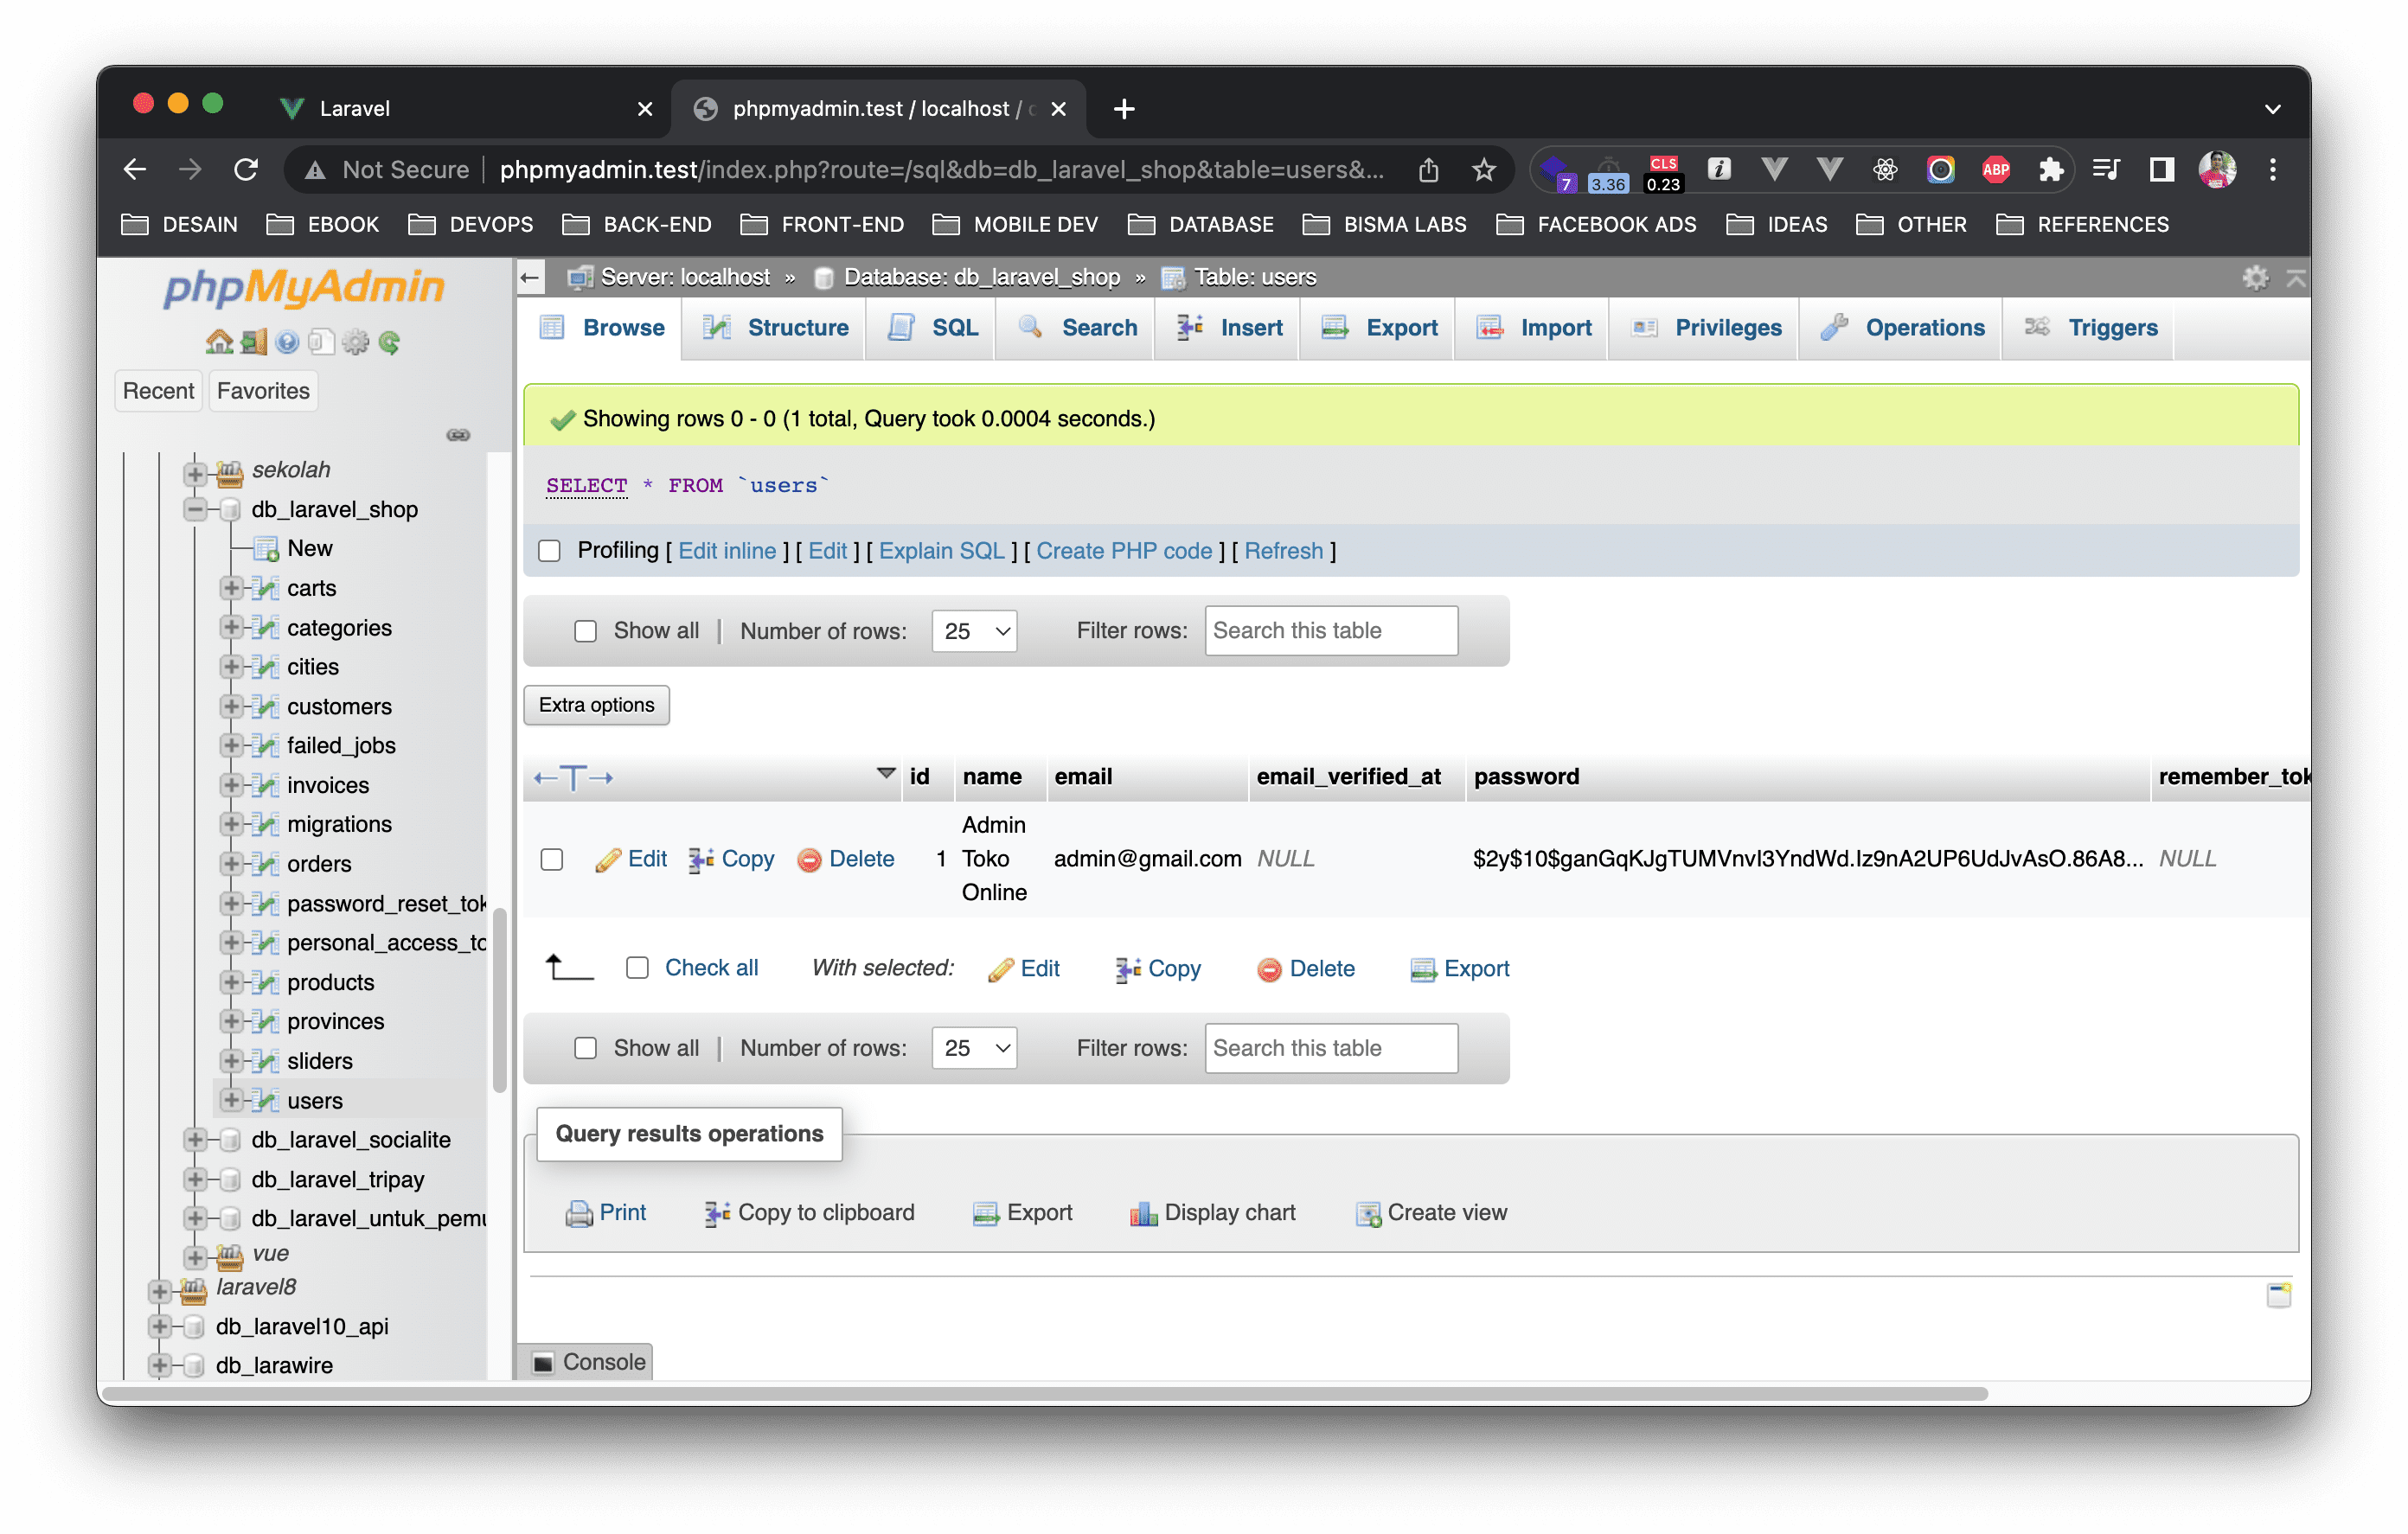 Laravel
phpmyadmin.test / localhost /
Not Secure
phpmyadmin.test/index.php?route=/sql&db=db_laravel_shop&table=users&...
7
3.36
CLS
0.23
ABP
DESAIN
EBOOK
DEVOPS
BACK-END
FRONT-END
MOBILE DEV
DATABASE
BISMA LABS
FACEBOOK ADS
IDEAS
OTHER
REFERENCES
phpMyAdmin
Recent
Favorites
sekolah
db_laravel_shop
New
carts
categories
cities
customers
failed_jobs
invoices
migrations
orders
password_reset_tok
personal_access_to
products
provinces
sliders
users
db_laravel_socialite
db_laravel_tripay
db_laravel_untuk_pemu
vue
laravel8
db_laravel10_api
db_larawire
Server: localhost » Database: db_laravel_shop » Table: users
Browse
Structure
SQL
Search
Insert
Export
Import
Privileges
Operations
Triggers
Showing rows 0 - 0 (1 total, Query took 0.0004 seconds.)
SELECT * FROM `users`
Profiling [ Edit inline ] [ Edit ] [ Explain SQL ] [ Create PHP code ] [ Refresh ]
Show all | Number of rows: 25 Filter rows: Search this table
Extra options
id name email email_verified_at password remember_tok
Edit Copy Delete 1 Admin Toko Online admin@gmail.com NULL $2y$10$ganGqKJgTUMVnvI3YndWd.Iz9nA2UP6UdJvAsO.86A8... NULL
Check all With selected: Edit Copy Delete Export
Show all | Number of rows: 25 Filter rows: Search this table
Query results operations
Print Copy to clipboard Export Display chart Create view
Console